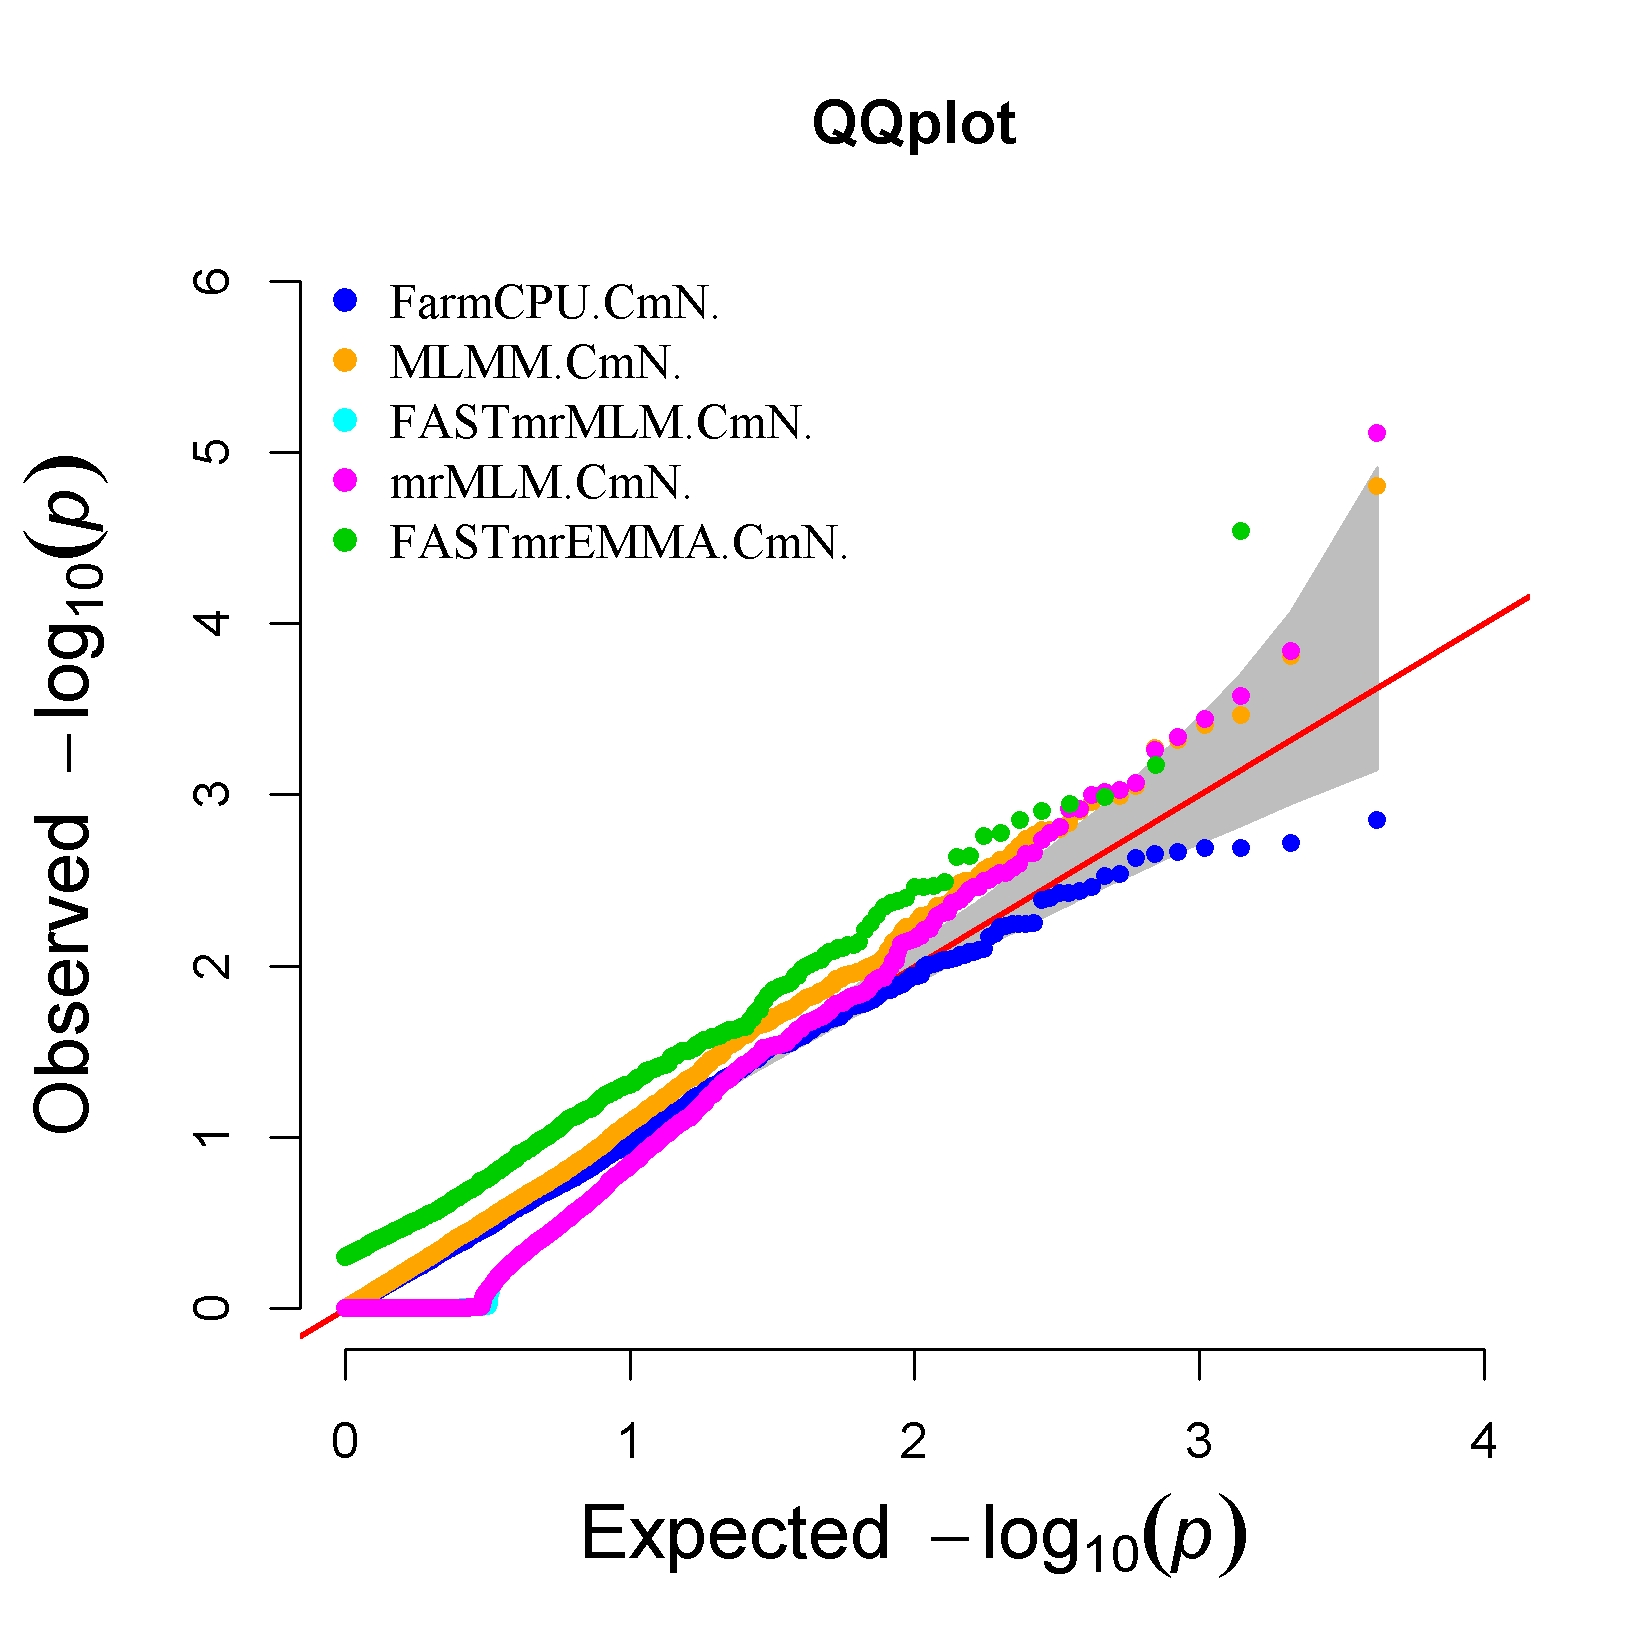 QQplot
6
5
4
3
2
1
0
Observed −log10(p)
FarmCPU.CmN.
MLMM.CmN.
FASTmrMLM.CmN.
mrMLM.CmN.
FASTmrEMMA.CmN.
0 1 2 3 4
Expected −log10(p)